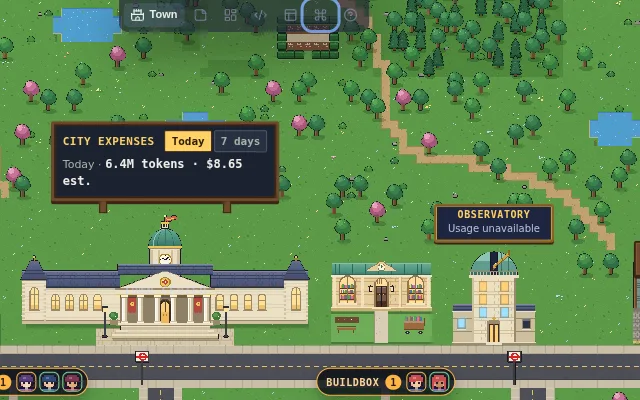 Town
CITY EXPENSES Today 7 days
Today · 6.4M tokens · $8.65
est.
OBSERVATORY
Usage unavailable
1
BUILDBOX 1